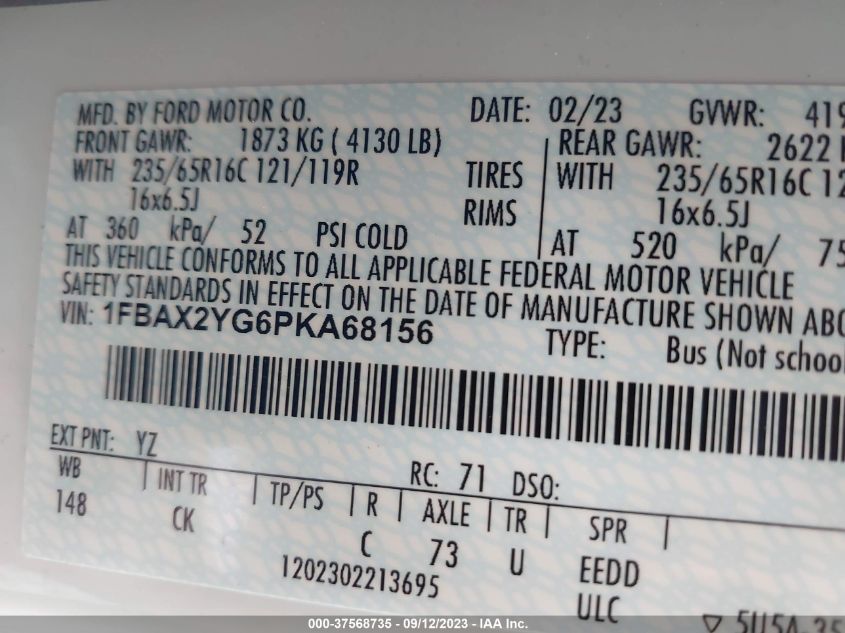 MFD. BY FORD MOTOR CO. DATE: 02/23 GVWR: 419
FRONT GAWR: 1873 KG ( 4130 LB) REAR GAWR: 2622
WITH 235/65R16C 121/119R TIRES WITH 235/65R16C 12
16x6.5J RIMS 16x6.5J
AT 360 kPa/ 52 PSI COLD AT 520 kPa/ 75
THIS VEHICLE CONFORMS TO ALL APPLICABLE FEDERAL MOTOR VEHICLE
SAFETY STANDARDS IN EFFECT ON THE DATE OF MANUFACTURE SHOWN ABO
VIN: 1FBAX2YG6PKA68156 TYPE: Bus (Not school
EXT PNT: YZ RC: 71 DSO:
WB INT TR TP/PS R AXLE TR SPR
148 CK C 73 U EEDD
1202302213695 ULC
000-37568735 - 09/12/2023 - IAA Inc.